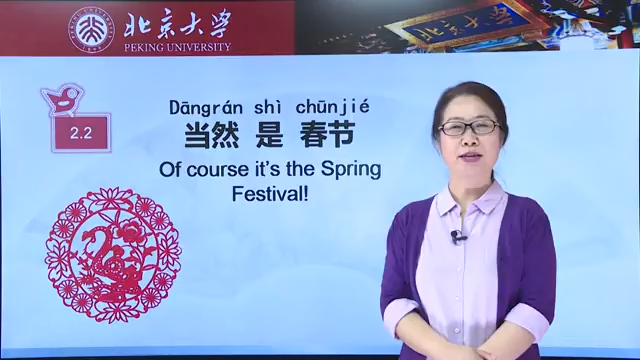 北京大学
PEKING UNIVERSITY
2.2
Dāngrán shì chūnjié
当然 是 春节
Of course it's the Spring
Festival!